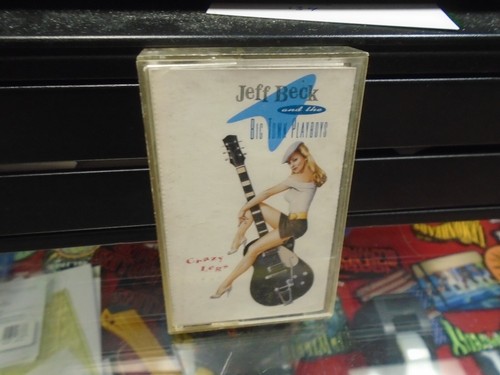 Jeff Beck
and the
Big Town Playboys
Crazy
Legs